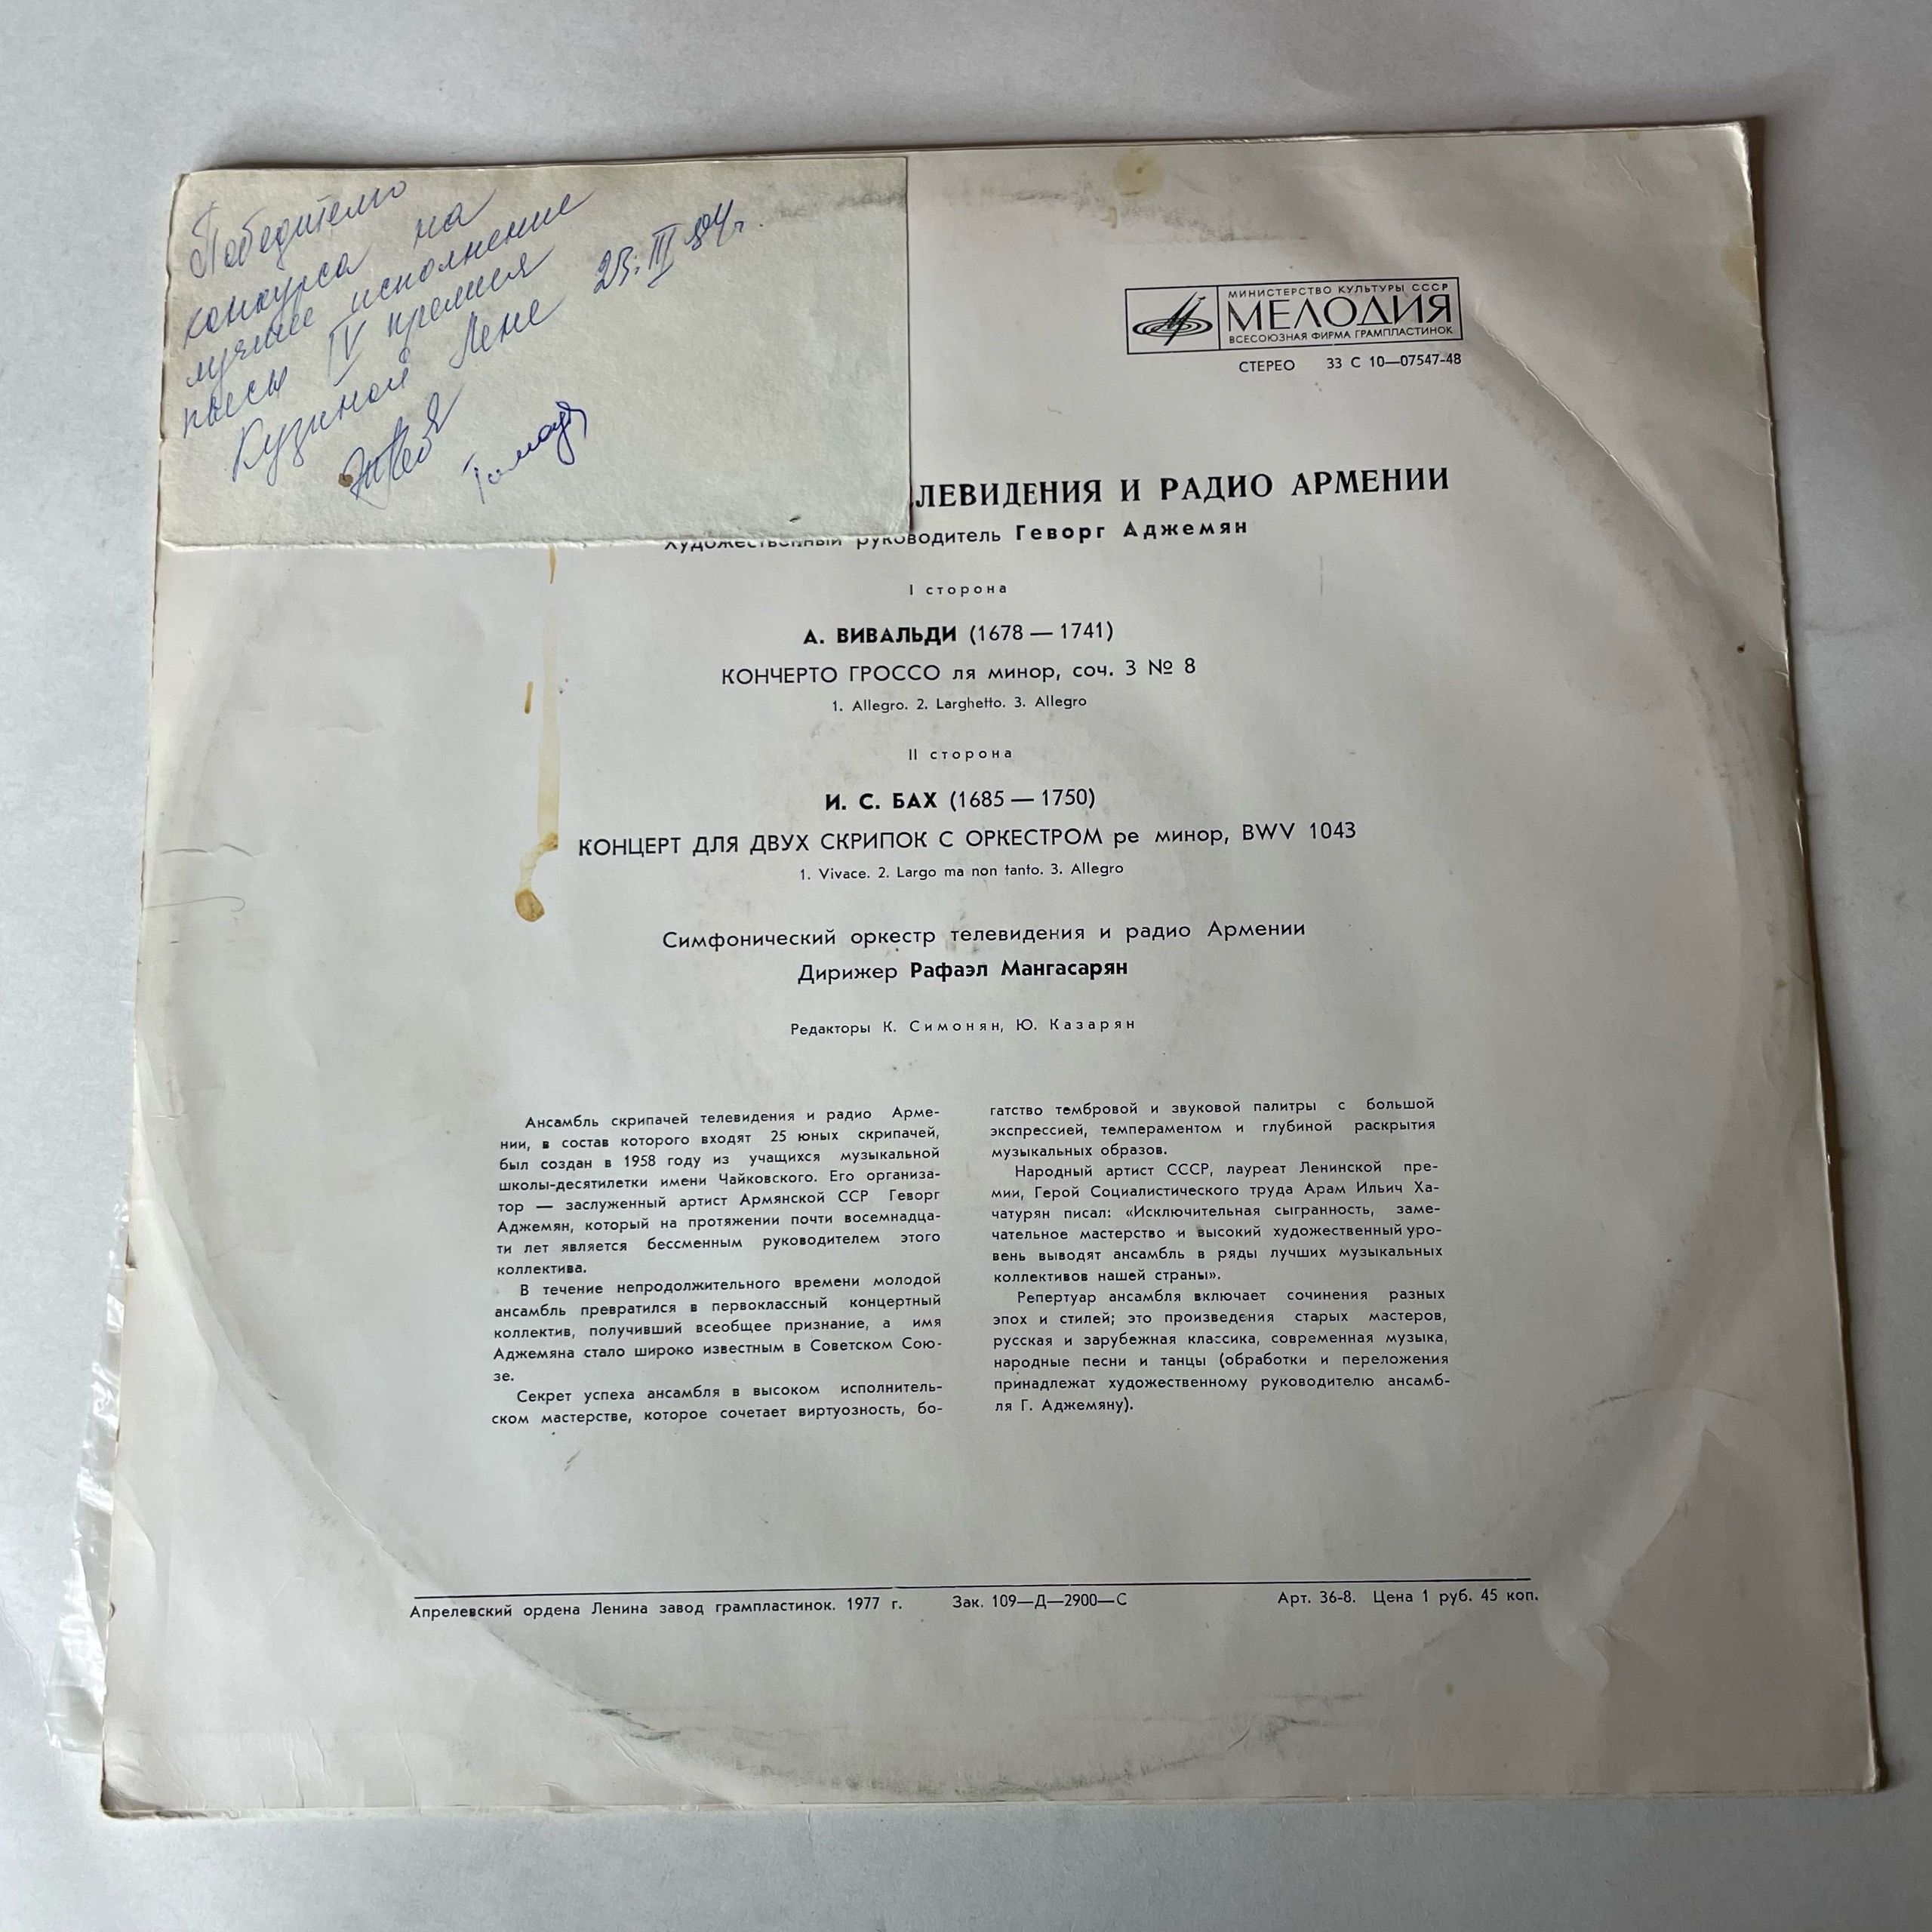 Победителю
конкурса на
лучшее исполнение
пьесы IV премия
Кузиной Лене 23.III 84г.
МИНИСТЕРСТВО КУЛЬТУРЫ СССР
МЕЛОДИЯ
ВСЕСОЮЗНАЯ ФИРМА ГРАМПЛАСТИНОК
СТЕРЕО 33 С 10—07547-48
ЛЕВИДЕНИЯ И РАДИО АРМЕНИИ
Художественный руководитель Геворг Аджемян
I сторона
А. ВИВАЛЬДИ (1678 — 1741)
КОНЧЕРТО ГРОССО ля минор, соч. 3 № 8
1. Allegro. 2. Larghetto. 3. Allegro
II сторона
И. С. БАХ (1685 — 1750)
КОНЦЕРТ ДЛЯ ДВУХ СКРИПОК С ОРКЕСТРОМ ре минор, BWV 1043
1. Vivace. 2. Largo ma non tanto. 3. Allegro
Симфонический оркестр телевидения и радио Армении
Дирижер Рафаэл Мангасарян
Редакторы К. Симонян, Ю. Казарян
Ансамбль скрипачей телевидения и радио Арме-
нии, в состав которого входят 25 юных скрипачей,
был создан в 1958 году из учащихся музыкальной
школы-десятилетки имени Чайковского. Его организа-
тор — заслуженный артист Армянской ССР Геворг
Аджемян, который на протяжении почти восемнадца-
ти лет является бессменным руководителем этого
коллектива.
В течение непродолжительного времени молодой
ансамбль превратился в первоклассный концертный
коллектив, получивший всеобщее признание, а имя
Аджемяна стало широко известным в Советском Сою-
зе.
Секрет успеха ансамбля в высоком исполнитель-
ском мастерстве, которое сочетает виртуозность, бо-
гатство тембровой и звуковой палитры с большой
экспрессией, темпераментом и глубиной раскрытия
музыкальных образов.
Народный артист СССР, лауреат Ленинской пре-
мии, Герой Социалистического труда Арам Ильич Ха-
чатурян писал: «Исключительная сыгранность, заме-
чательное мастерство и высокий художественный уро-
вень выводят ансамбль в ряды лучших музыкальных
коллективов нашей страны».
Репертуар ансамбля включает сочинения разных
эпох и стилей; это произведения старых мастеров,
русская и зарубежная классика, современная музыка,
народные песни и танцы (обработки и переложения
принадлежат художественному руководителю ансамб-
ля Г. Аджемяну).
Апрелевский ордена Ленина завод грампластинок. 1977 г. Зак. 109—Д—2900—С Арт. 36-8. Цена 1 руб. 45 коп.